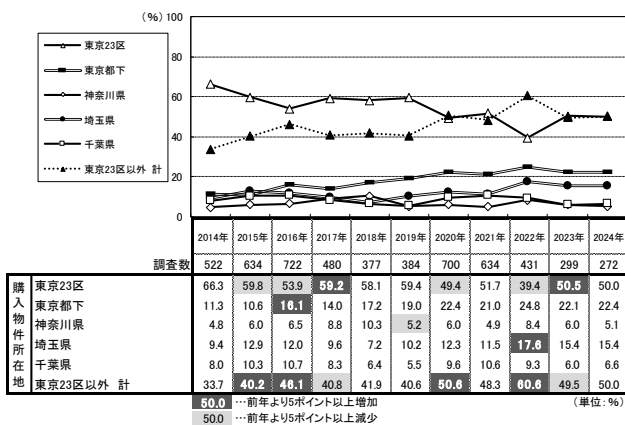 (%)
100
80
60
40
20
0
東京23区
東京都下
神奈川県
埼玉県
千葉県
東京23区以外 計
2014年 2015年 2016年 2017年 2018年 2019年 2020年 2021年 2022年 2023年 2024年
調査数 522 634 722 480 377 384 700 634 431 299 272
購入物件所在地
東京23区 66.3 59.8 53.9 59.2 58.1 59.4 49.4 51.7 39.4 50.5 50.0
東京都下 11.3 10.6 16.1 14.0 17.2 19.0 22.4 21.0 24.8 22.1 22.4
神奈川県 4.8 6.0 6.5 8.8 10.3 5.2 6.0 4.9 8.4 6.0 5.1
埼玉県 9.4 12.9 12.0 9.6 7.2 10.2 12.3 11.5 17.6 15.4 15.4
千葉県 8.0 10.3 10.7 8.3 6.4 5.5 9.6 10.6 9.3 6.0 6.6
東京23区以外 計 33.7 40.2 46.1 40.8 41.9 40.6 50.6 48.3 60.6 49.5 50.0
50.0 …前年より5ポイント以上増加 (単位:%)
50.0 …前年より5ポイント以上減少